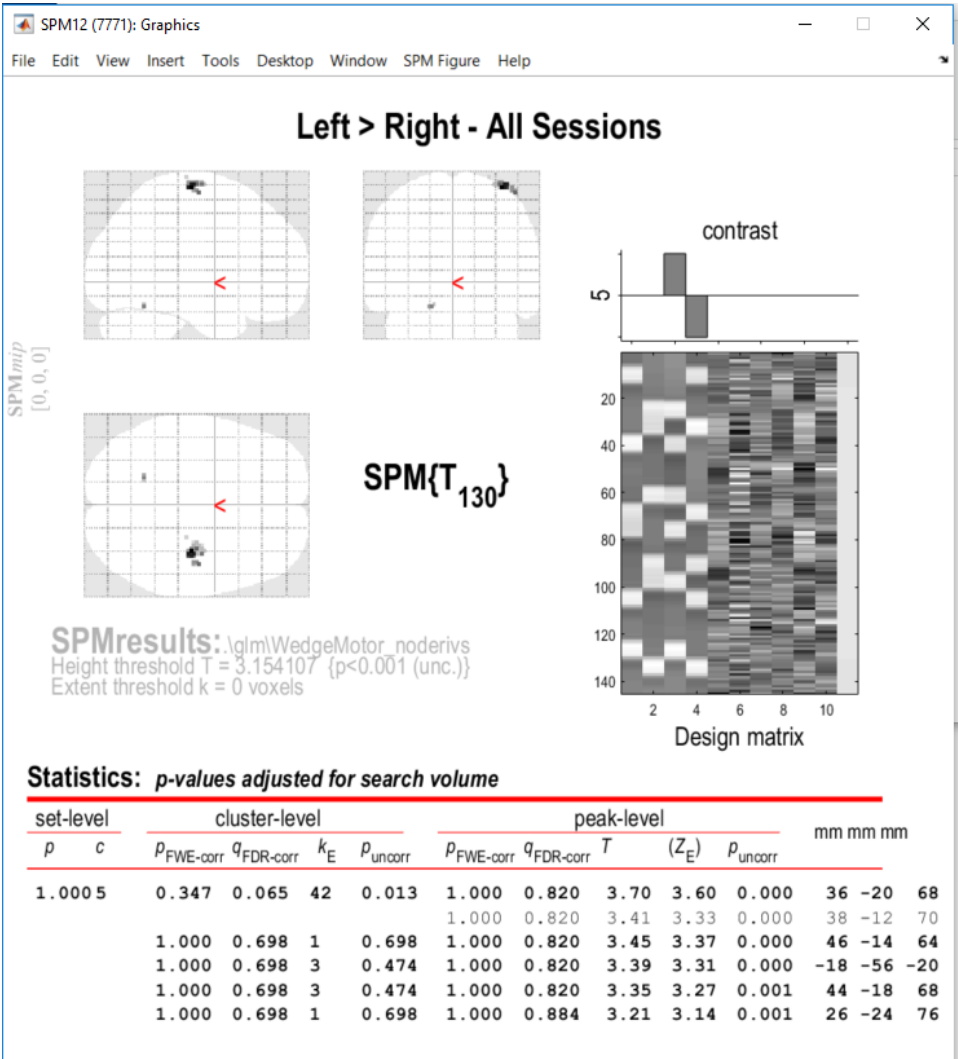 SPM12 (7771): Graphics
File Edit View Insert Tools Desktop Window SPM Figure Help
Left > Right - All Sessions
SPMmip
[0, 0, 0]
<
<
<
SPM{T130}
contrast
5
20
40
60
80
100
120
140
2 4 6 8 10
Design matrix
SPMresults: .\glm\WedgeMotor_noderivs
Height threshold T = 3.154107 {p<0.001 (unc.)}
Extent threshold k = 0 voxels
Statistics: p-values adjusted for search volume
set-level cluster-level peak-level mm mm mm
p c pFWE-corr qFDR-corr kE puncorr pFWE-corr qFDR-corr T (ZE) puncorr
1.000 5 0.347 0.065 42 0.013 1.000 0.820 3.70 3.60 0.000 36 -20 68
1.000 0.820 3.41 3.33 0.000 38 -12 70
1.000 0.698 1 0.698 1.000 0.820 3.45 3.37 0.000 46 -14 64
1.000 0.698 3 0.474 1.000 0.820 3.39 3.31 0.000 -18 -56 -20
1.000 0.698 3 0.474 1.000 0.820 3.35 3.27 0.001 44 -18 68
1.000 0.698 1 0.698 1.000 0.884 3.21 3.14 0.001 26 -24 76